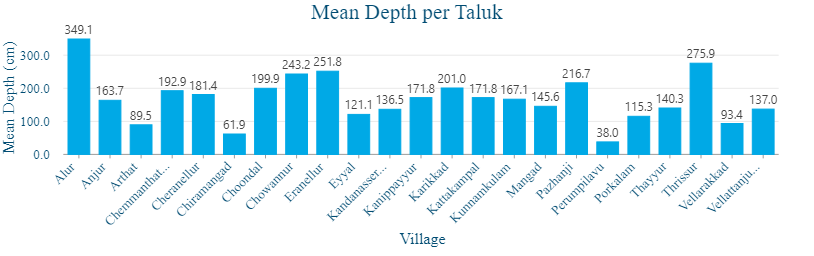 Mean Depth per Taluk
Mean Depth (cm)
300.0
200.0
100.0
0.0
349.1
163.7
89.5
192.9
181.4
61.9
199.9
243.2
251.8
121.1
136.5
171.8
201.0
171.8
167.1
145.6
216.7
38.0
115.3
140.3
275.9
93.4
137.0
Alur
Anjur
Arthat
Chemmanthat...
Cheranellur
Chiramangad
Choondal
Chowannur
Eranellur
Eyyal
Kandanasser...
Kanippayyur
Karikkad
Kattakampal
Kunnamkulam
Mangad
Pazhanji
Perumpilavu
Porkalam
Thayyur
Thrissur
Vellarakkad
Vellattanju...
Village